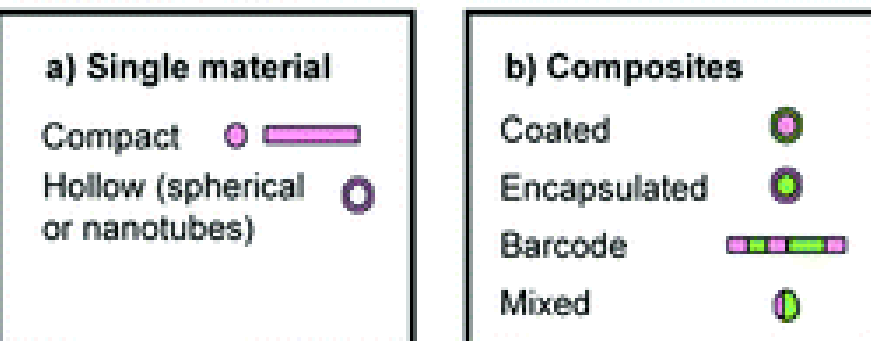 a) Single material
Compact
Hollow (spherical
or nanotubes)
b) Composites
Coated
Encapsulated
Barcode
Mixed